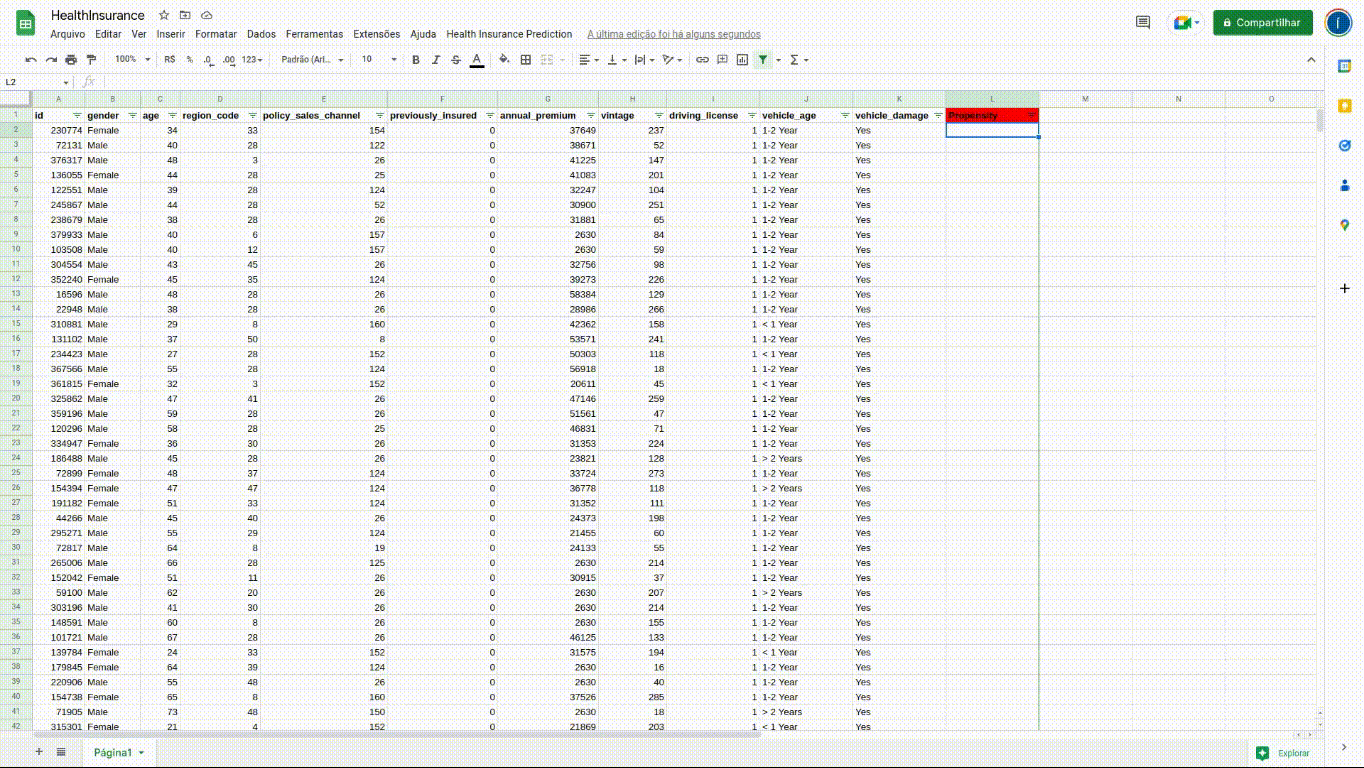 HealthInsurance
Arquivo Editar Ver Inserir Formatar Dados Ferramentas Extensões Ajuda Health Insurance Prediction A última edição foi há alguns segundos
Compartilhar
100% R$ % .0 .00 123 Padrão (Ari... 10 B I S A
L2 fx
A B C D E F G H I J K L M N O
1 id gender age region_code policy_sales_channel previously_insured annual_premium vintage driving_license vehicle_age vehicle_damage Propensity
2 230774 Female 34 33 154 0 37649 237 1 1-2 Year Yes
3 72131 Male 40 28 122 0 38671 52 1 1-2 Year Yes
4 376317 Male 48 3 26 0 41225 147 1 1-2 Year Yes
5 136055 Female 44 28 25 0 41083 201 1 1-2 Year Yes
6 122551 Male 39 28 124 0 32247 104 1 1-2 Year Yes
7 245867 Male 44 28 52 0 30900 251 1 1-2 Year Yes
8 238679 Male 38 28 26 0 31881 65 1 1-2 Year Yes
9 379933 Male 40 6 157 0 2630 84 1 1-2 Year Yes
10 103508 Male 40 12 157 0 2630 59 1 1-2 Year Yes
11 304554 Male 43 45 26 0 32756 98 1 1-2 Year Yes
12 352240 Female 45 35 124 0 39273 226 1 1-2 Year Yes
13 16596 Male 48 28 26 0 58384 129 1 1-2 Year Yes
14 22948 Male 38 28 26 0 28986 266 1 1-2 Year Yes
15 310881 Male 29 8 160 0 42362 158 1 < 1 Year Yes
16 131102 Male 37 50 8 0 53571 241 1 1-2 Year Yes
17 234423 Male 27 28 152 0 50303 118 1 < 1 Year Yes
18 367566 Male 55 28 124 0 56918 18 1 1-2 Year Yes
19 361815 Female 32 3 152 0 20611 45 1 < 1 Year Yes
20 325862 Male 47 41 26 0 47146 259 1 1-2 Year Yes
21 359196 Male 59 28 26 0 51561 47 1 1-2 Year Yes
22 120296 Male 58 28 25 0 46831 71 1 1-2 Year Yes
23 334947 Female 36 30 26 0 31353 224 1 1-2 Year Yes
24 186488 Male 45 28 26 0 23821 128 1 > 2 Years Yes
25 72899 Female 48 37 124 0 33724 273 1 1-2 Year Yes
26 154394 Female 47 47 124 0 36778 118 1 > 2 Years Yes
27 191182 Female 51 33 124 0 31352 111 1 1-2 Year Yes
28 44266 Male 45 40 26 0 24373 198 1 1-2 Year Yes
29 295271 Male 55 29 124 0 21455 60 1 1-2 Year Yes
30 72817 Male 64 8 19 0 24133 55 1 1-2 Year Yes
31 265006 Male 66 28 125 0 2630 214 1 1-2 Year Yes
32 152042 Female 51 11 26 0 30915 37 1 1-2 Year Yes
33 59100 Male 62 20 26 0 2630 207 1 > 2 Years Yes
34 303196 Male 41 30 26 0 2630 214 1 1-2 Year Yes
35 148591 Male 60 8 26 0 2630 155 1 1-2 Year Yes
36 101721 Male 67 28 26 0 46125 133 1 1-2 Year Yes
37 139784 Female 24 33 152 0 31575 194 1 < 1 Year Yes
38 179845 Female 64 39 124 0 2630 16 1 1-2 Year Yes
39 220906 Male 55 48 26 0 2630 40 1 1-2 Year Yes
40 154738 Female 65 8 160 0 37526 285 1 1-2 Year Yes
41 71905 Male 73 48 150 0 2630 18 1 > 2 Years Yes
42 315301 Female 21 4 152 0 21869 203 1 < 1 Year Yes
Página1
Explorar